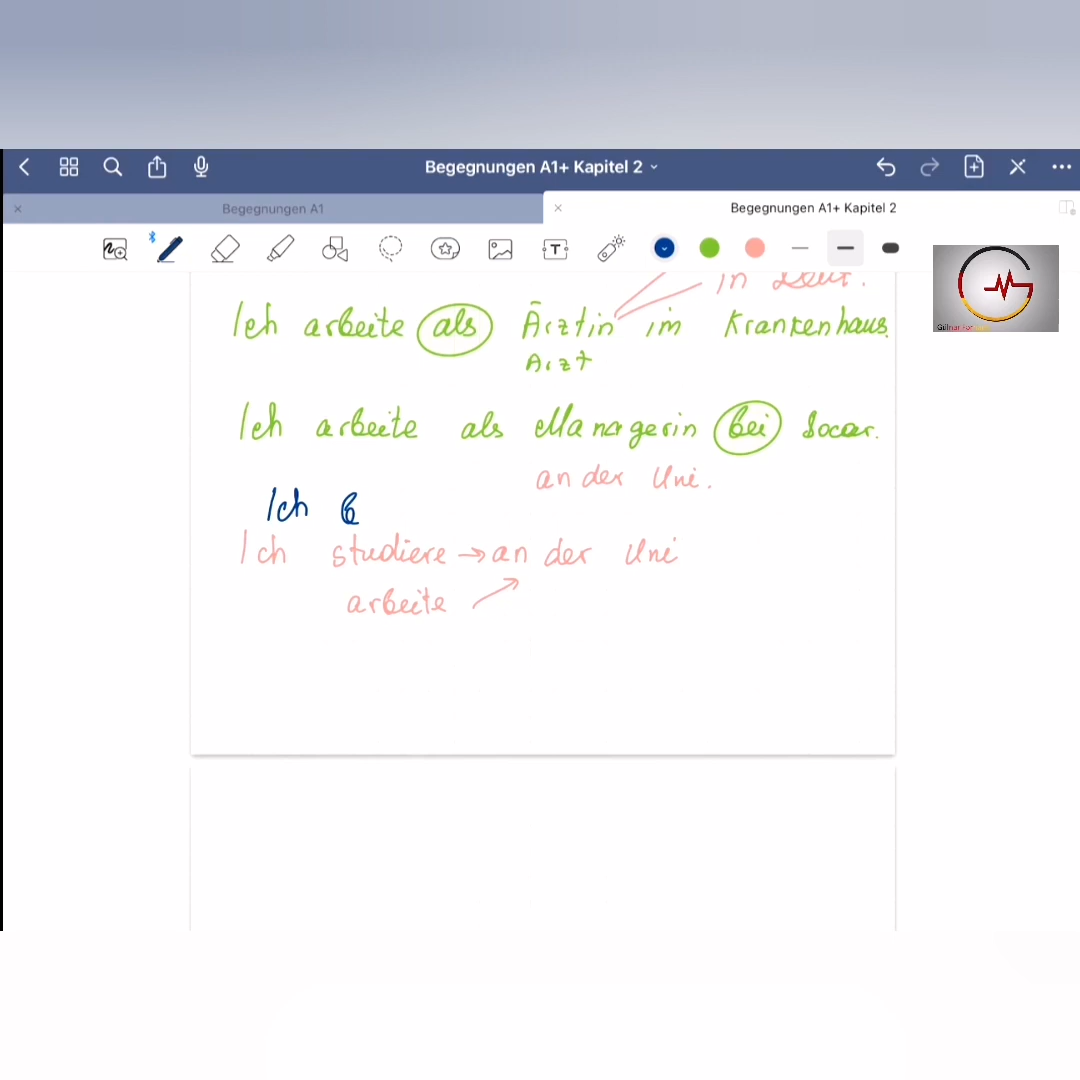 Begegnungen A1+ Kapitel 2
Begegnungen A1
Begegnungen A1+ Kapitel 2
in
Ich arbeite als Ärztin im Krankenhaus.
Arzt
Ich arbeite als Managerin bei Socar.
an der Uni.
Ich
Ich studiere → an der Uni
arbeite